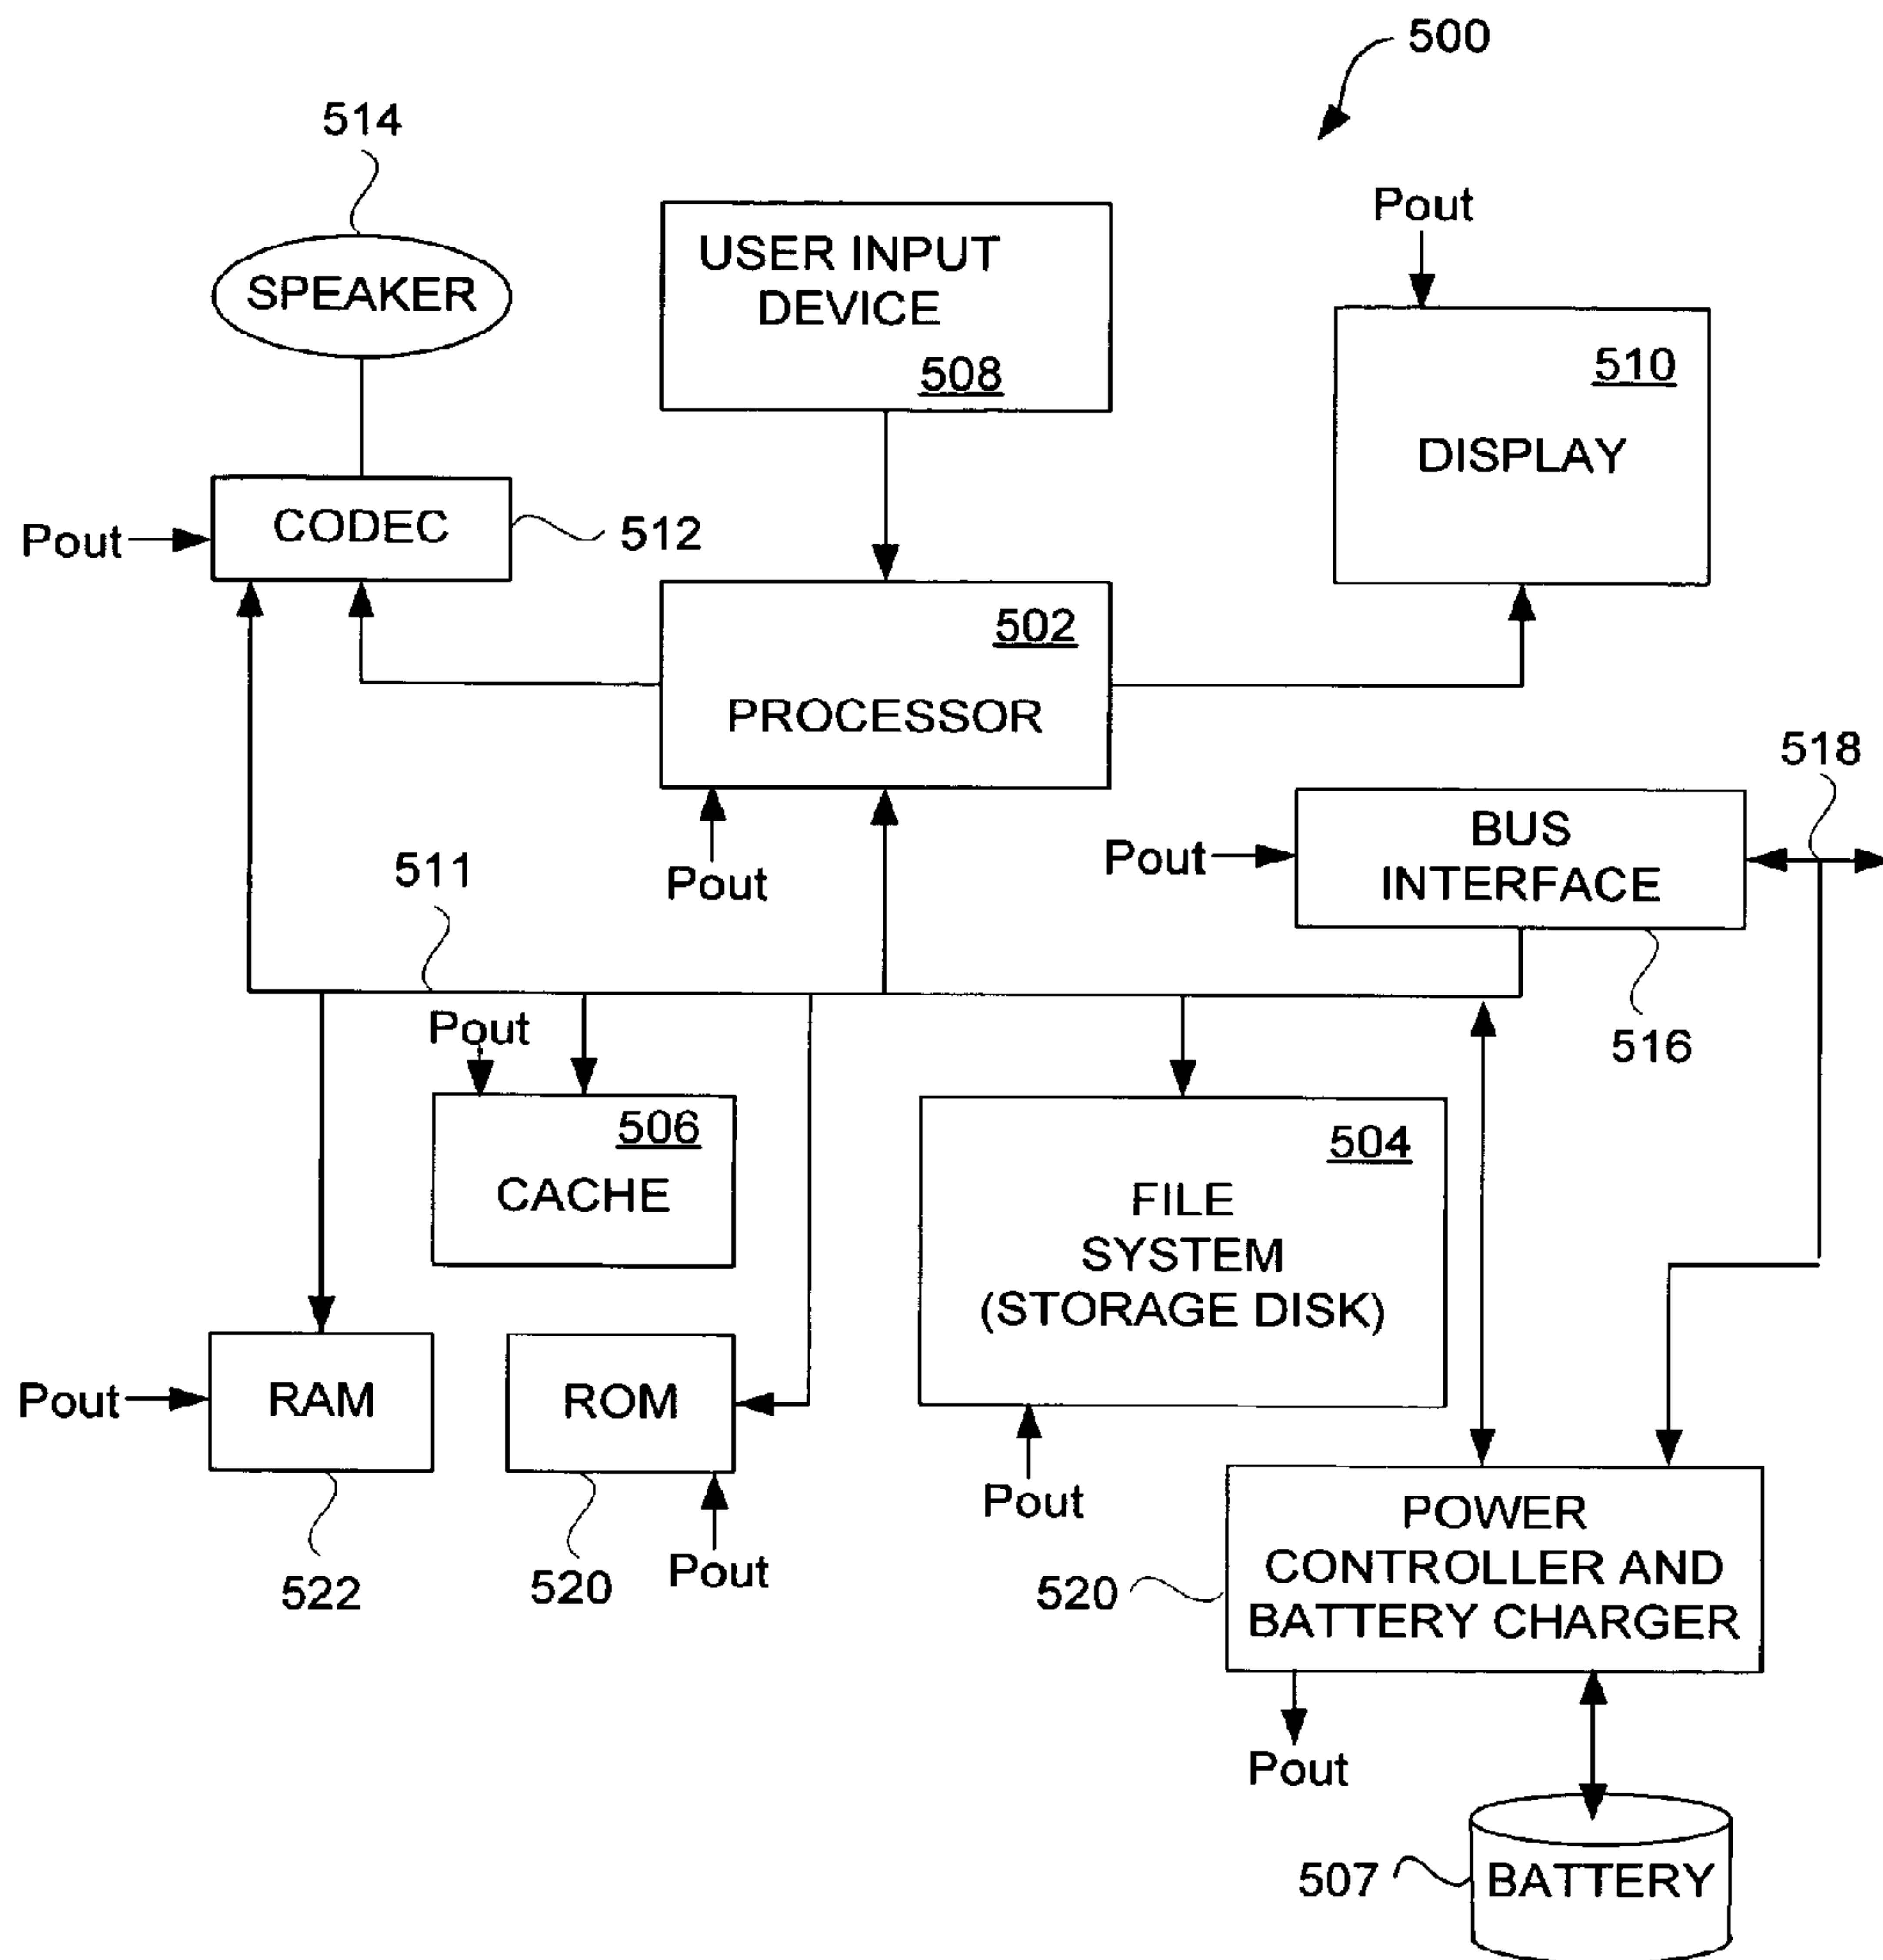 500
514
Pout
SPEAKER
USER INPUT
DEVICE
508
510
DISPLAY
CODEC
Pout
512
502
PROCESSOR
518
BUS
INTERFACE
Pout
Pout
511
516
Pout
506
CACHE
504
FILE
SYSTEM
(STORAGE DISK)
RAM
Pout
ROM
Pout
522
520
Pout
POWER
CONTROLLER AND
BATTERY CHARGER
520
Pout
507
BATTERY